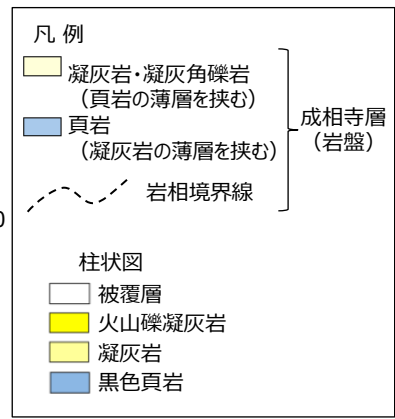 凡 例
凝灰岩・凝灰角礫岩
（頁岩の薄層を挟む）
頁岩
（凝灰岩の薄層を挟む）
成相寺層
（岩盤）
岩相境界線
0
柱状図
被覆層
火山礫凝灰岩
凝灰岩
黒色頁岩